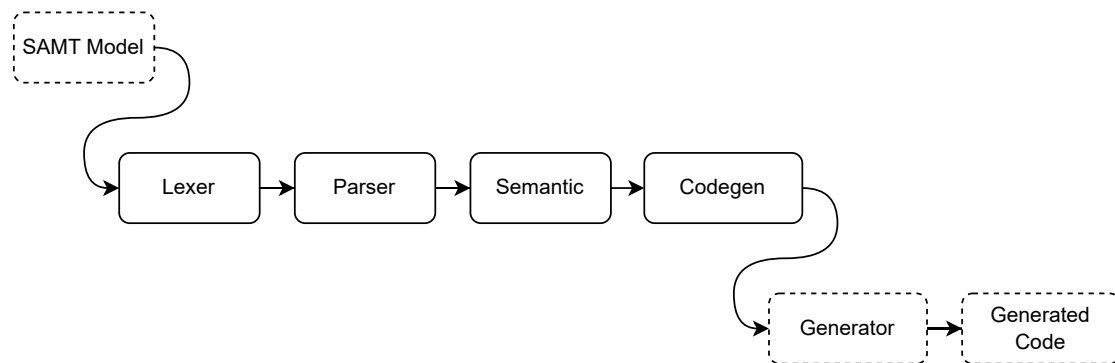 SAMT Model
Lexer
Parser
Semantic
Codegen
Generator
Generated
Code